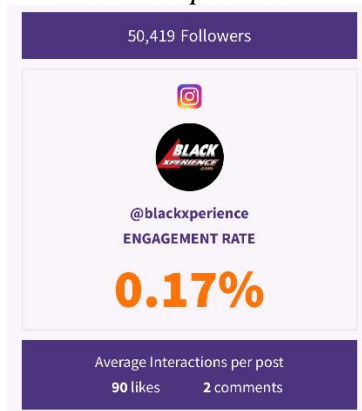 50,419 Followers
BLACK
XPERIENCE
.COM
@blackxperience
ENGAGEMENT RATE
0.17%
Average Interactions per post
90 likes 2 comments